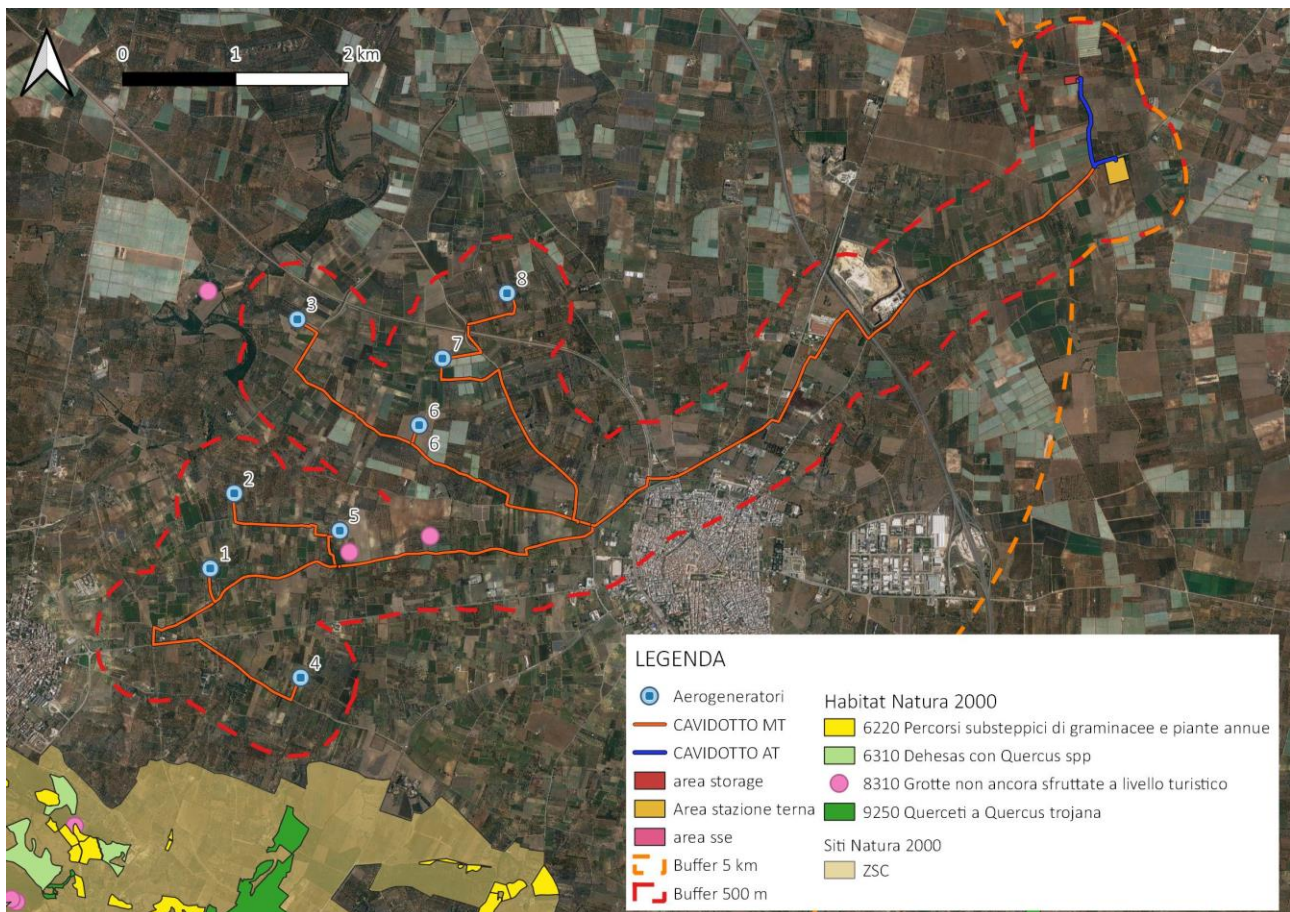 0 1 2 km
8
3
7
6
6
2
5
1
4
LEGENDA
Aerogeneratori
CAVIDOTTO MT
CAVIDOTTO AT
area storage
Area stazione terna
area sse
Buffer 5 km
Buffer 500 m
Habitat Natura 2000
6220 Percorsi substeppici di graminacee e piante annue
6310 Dehesas con Quercus spp
8310 Grotte non ancora sfruttate a livello turistico
9250 Querceti a Quercus trojana
Siti Natura 2000
ZSC